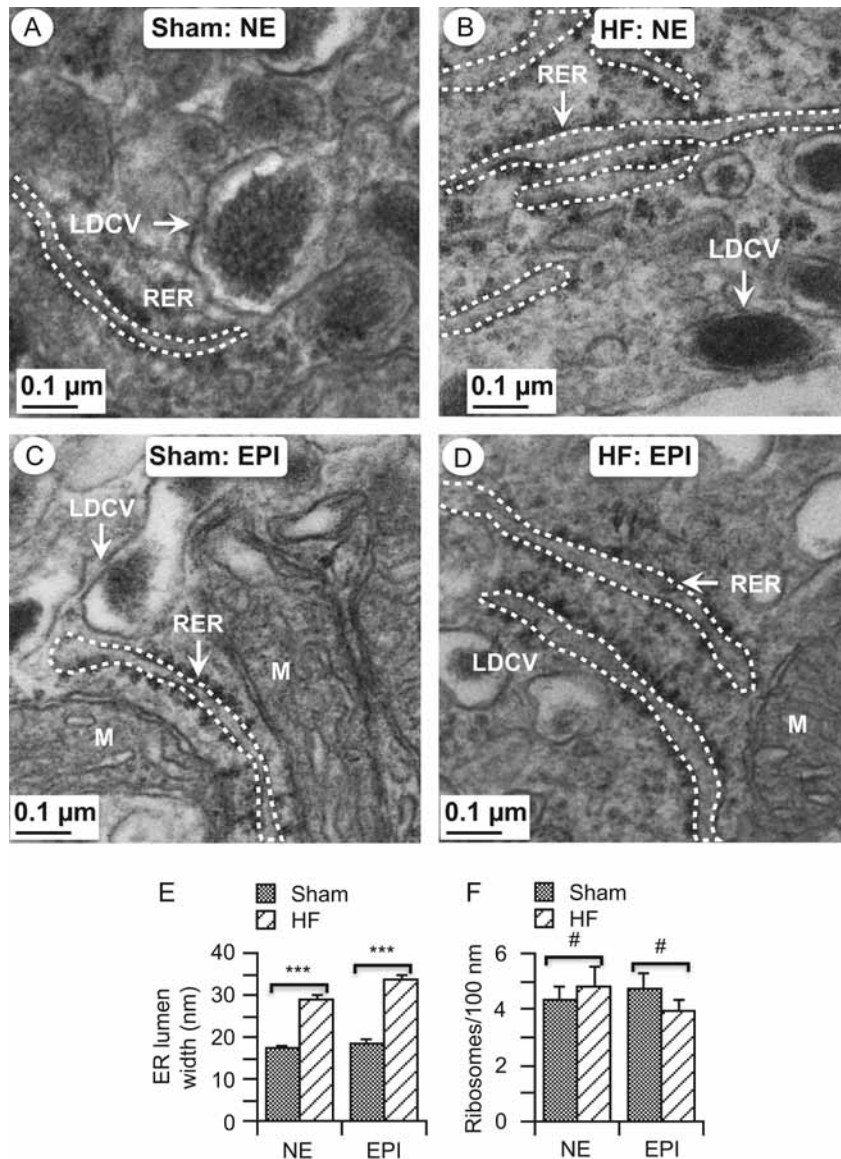 A
Sham: NE
LDCV
RER
0.1 µm
B
HF: NE
RER
LDCV
0.1 µm
C
Sham: EPI
LDCV
RER
M
M
0.1 µm
D
HF: EPI
RER
LDCV
M
0.1 µm
E
Sham
HF
ER lumen
width (nm)
40
30
20
10
0
***
***
NE
EPI
F
Sham
HF
Ribosomes/100 nm
6
4
2
0
#
#
NE
EPI